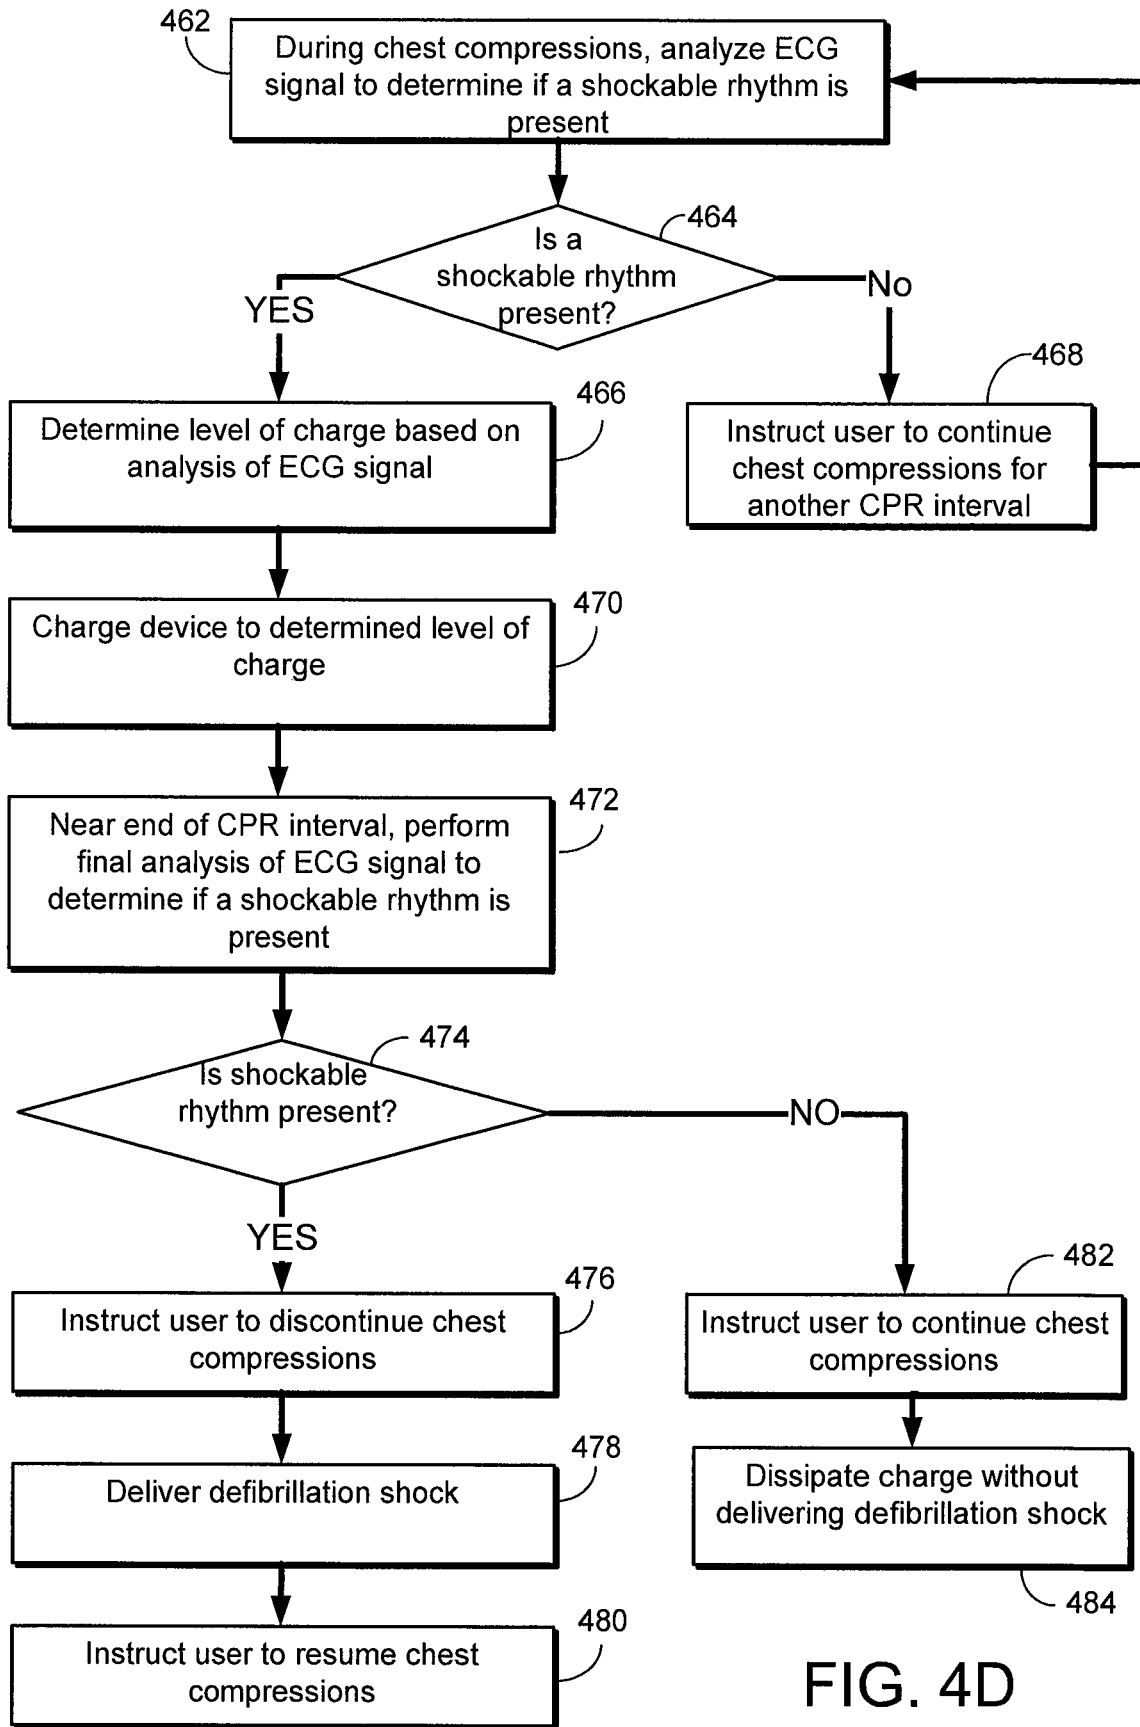 462
During chest compressions, analyze ECG
signal to determine if a shockable rhythm is
present
464
Is a
shockable rhythm
present?
YES
No
466
Determine level of charge based on
analysis of ECG signal
468
Instruct user to continue
chest compressions for
another CPR interval
470
Charge device to determined level of
charge
472
Near end of CPR interval, perform
final analysis of ECG signal to
determine if a shockable rhythm is
present
474
Is shockable
rhythm present?
NO
YES
476
Instruct user to discontinue chest
compressions
482
Instruct user to continue chest
compressions
478
Deliver defibrillation shock
Dissipate charge without
delivering defibrillation shock
484
480
Instruct user to resume chest
compressions
FIG. 4D